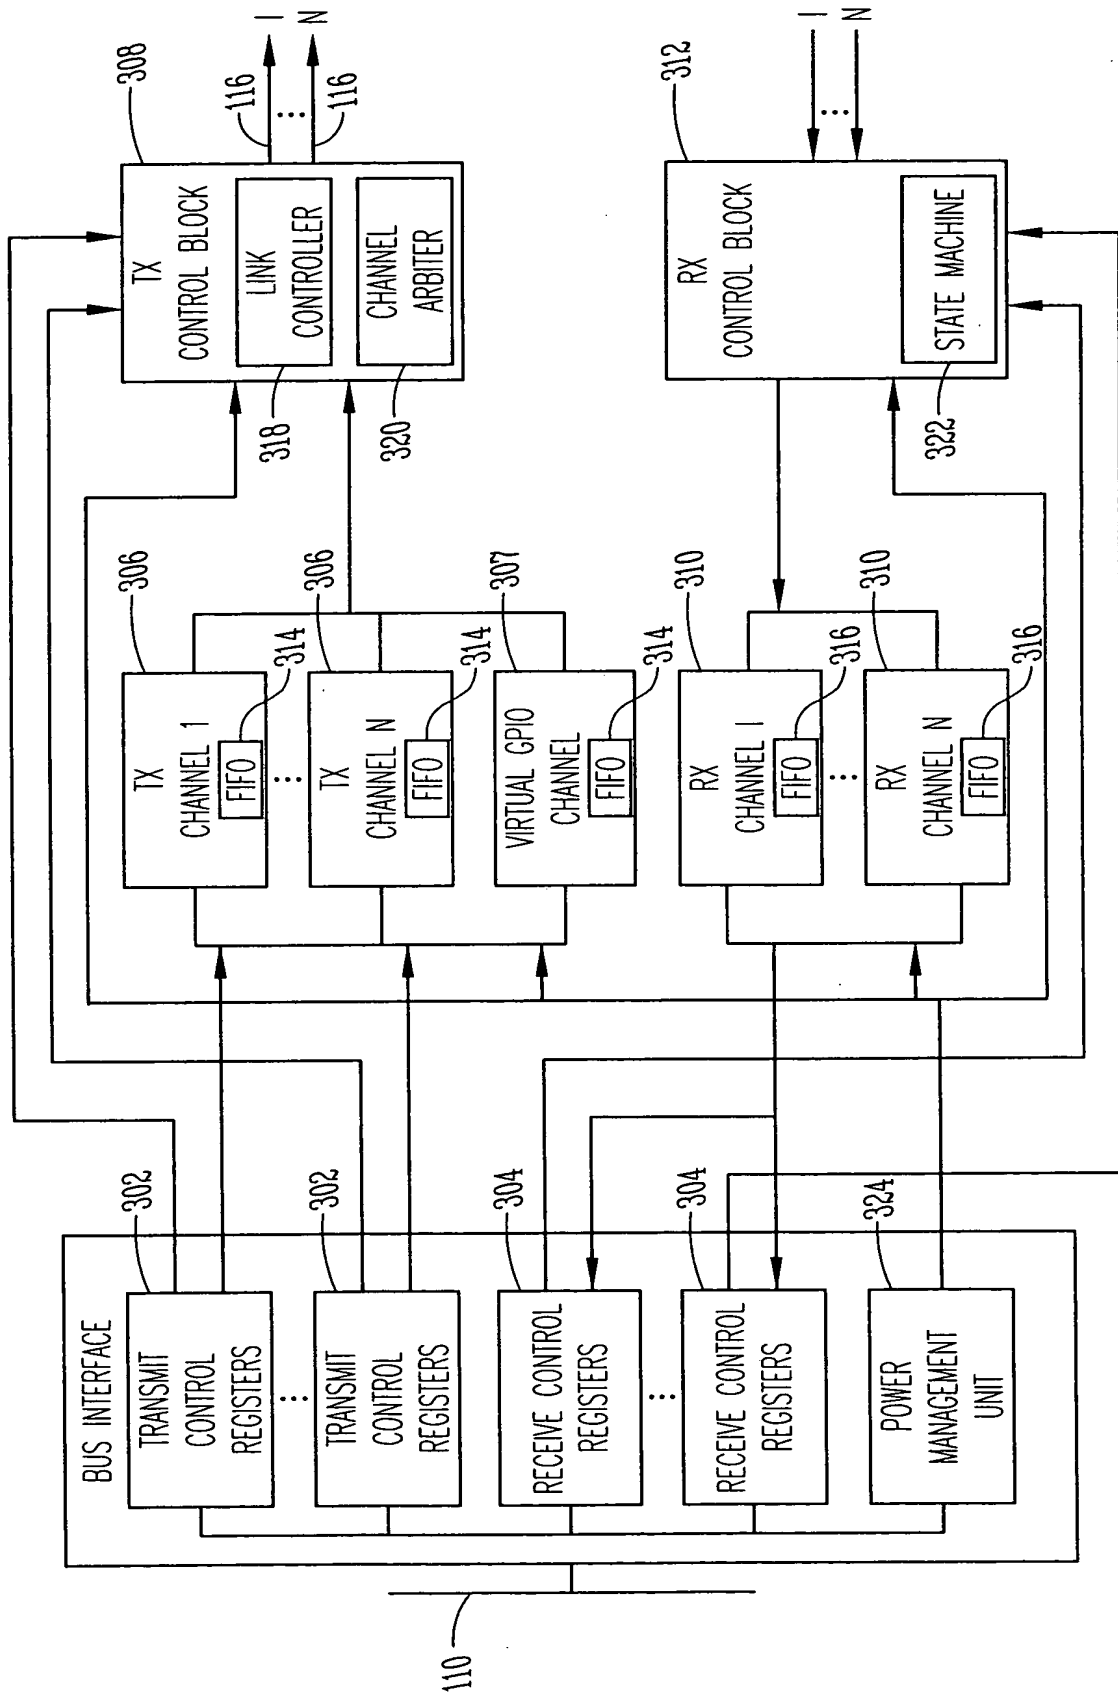 110
BUS INTERFACE
302
TRANSMIT
CONTROL
REGISTERS
...
302
TRANSMIT
CONTROL
REGISTERS
304
RECEIVE CONTROL
REGISTERS
...
304
RECEIVE CONTROL
REGISTERS
324
POWER
MANAGEMENT
UNIT
306
TX
CHANNEL 1
FIFO
314
...
306
TX
CHANNEL N
FIFO
314
307
VIRTUAL GPIO
CHANNEL
FIFO
314
310
RX
CHANNEL 1
FIFO
316
...
310
RX
CHANNEL N
FIFO
316
308
TX
CONTROL BLOCK
LINK
CONTROLLER
318
CHANNEL
ARBITER
320
116
1
...
116
N
312
RX
CONTROL BLOCK
STATE MACHINE
322
1
...
N